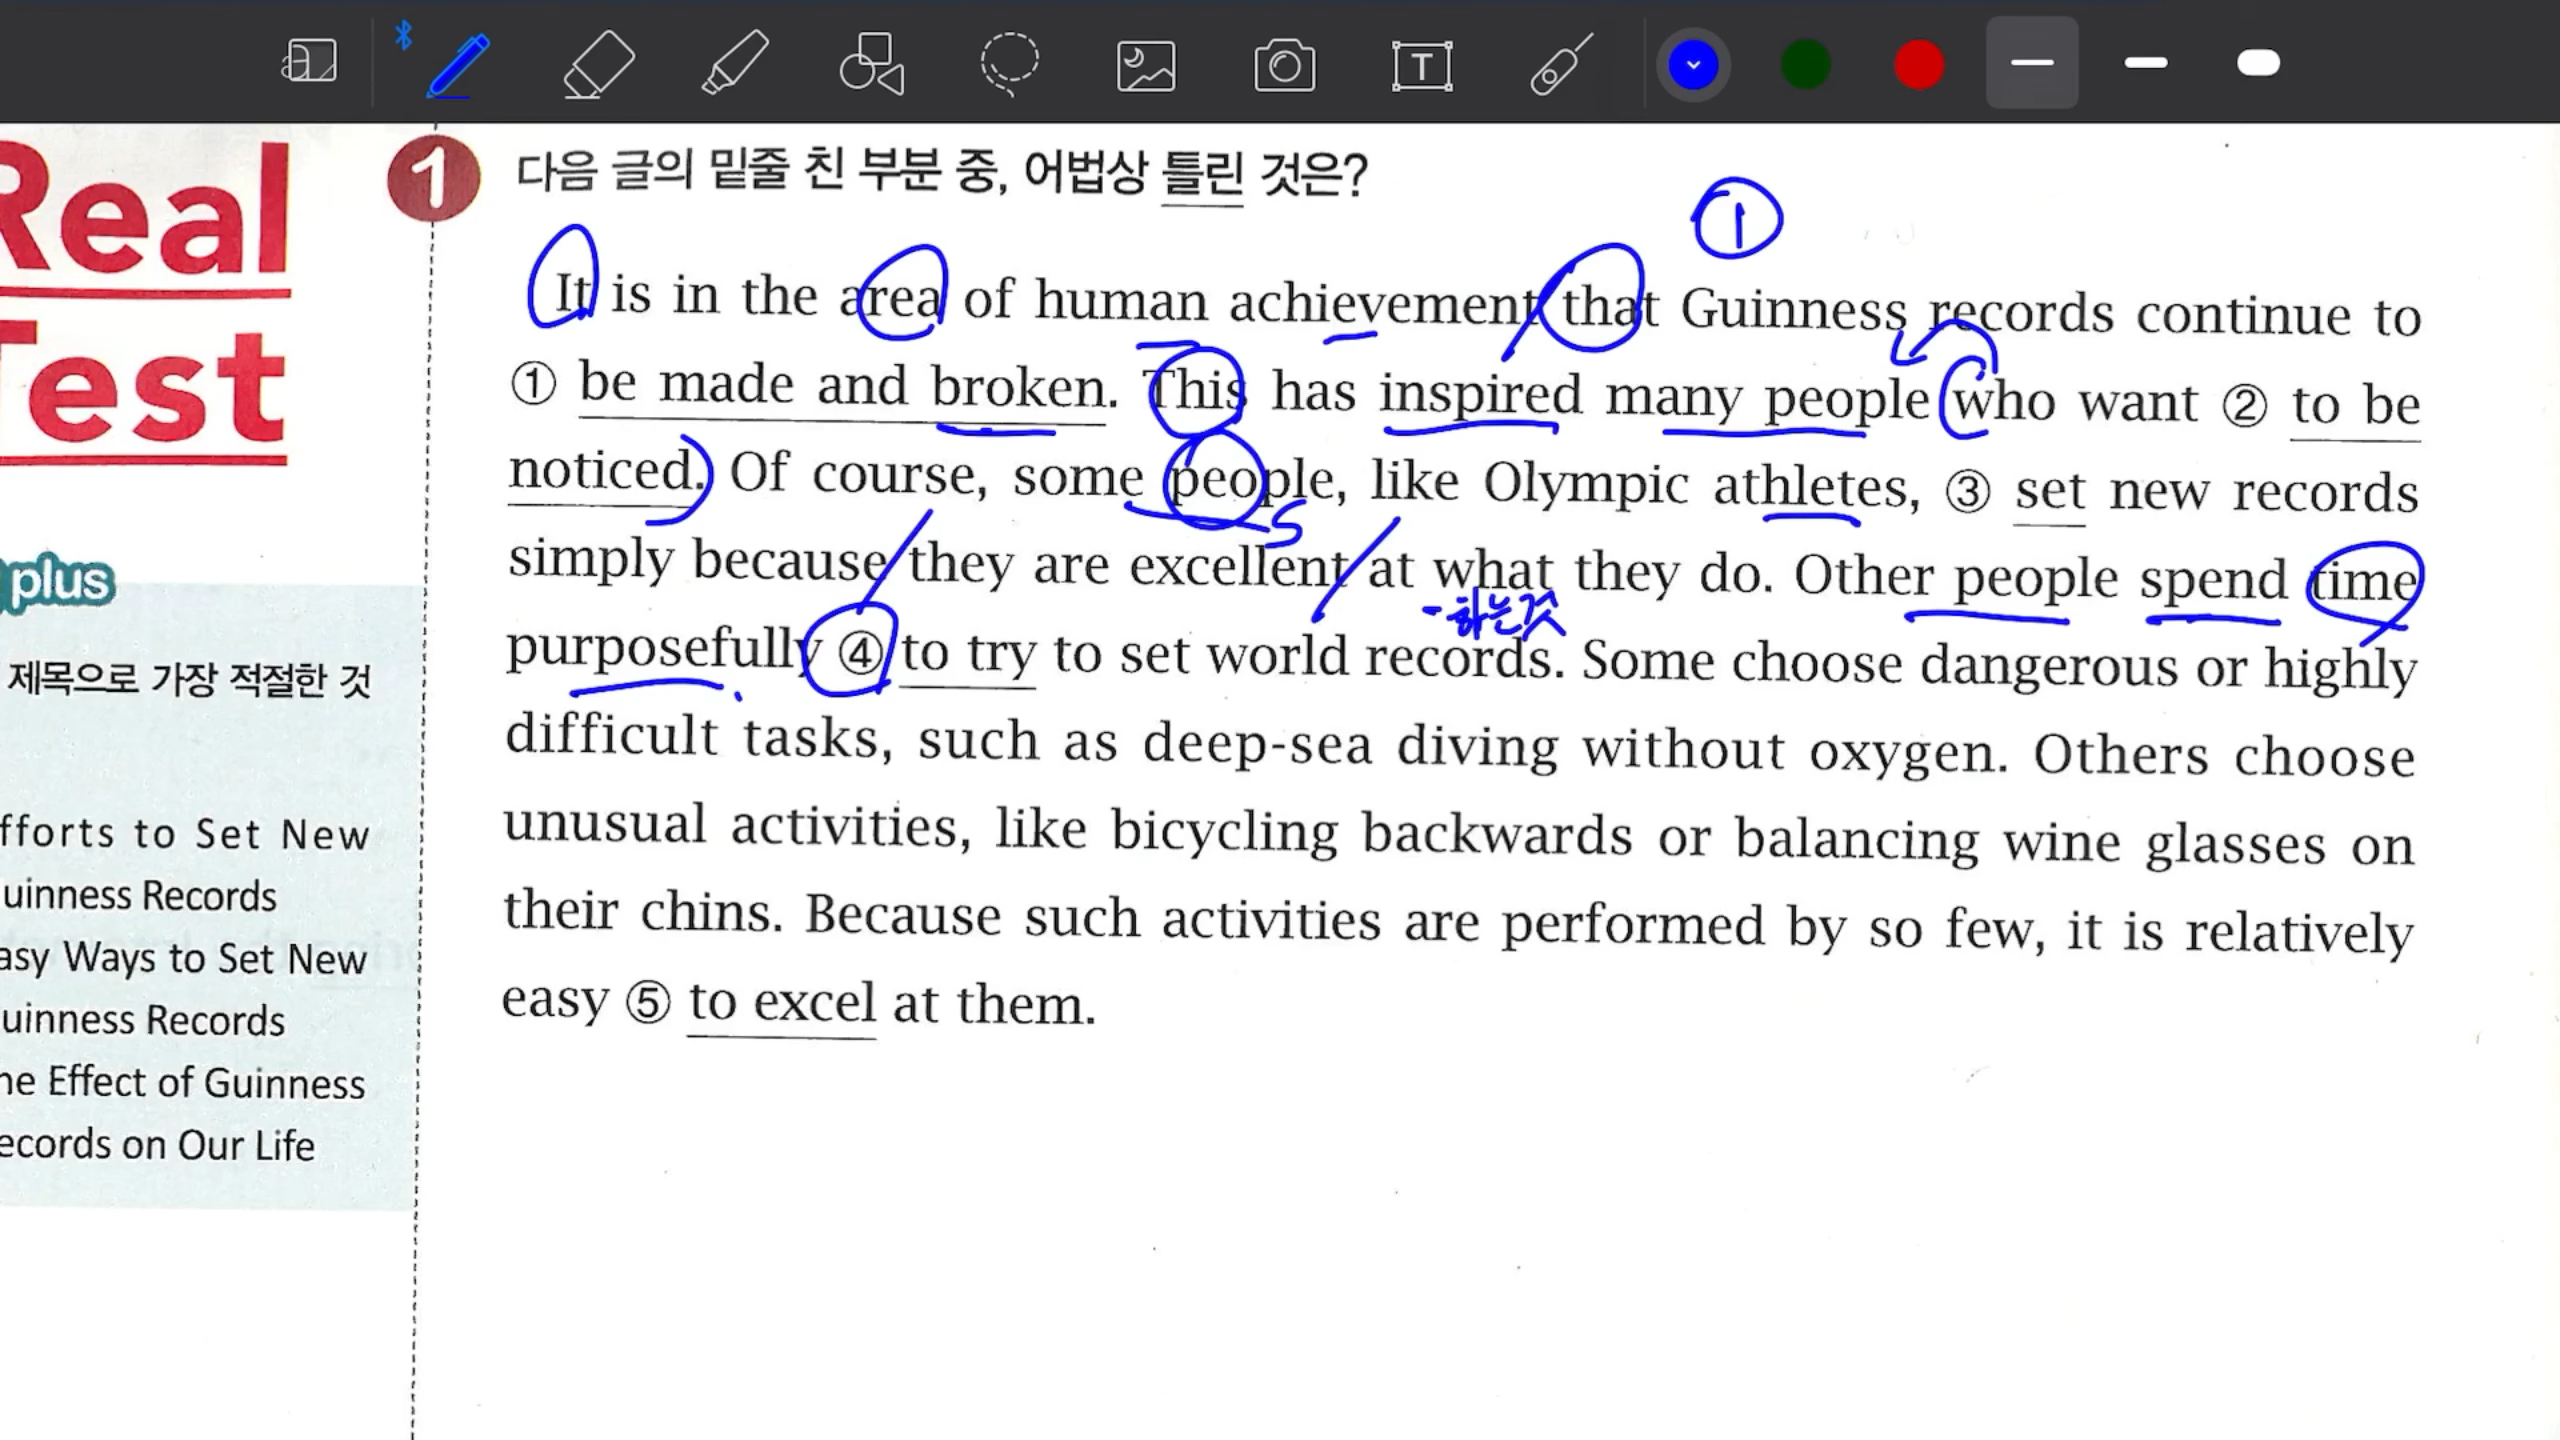 Real
Test
plus
제목으로 가장 적절한 것
fforts to Set New
uinness Records
asy Ways to Set New
uinness Records
he Effect of Guinness
ecords on Our Life
1 다음 글의 밑줄 친 부분 중, 어법상 틀린 것은?
①
It is in the area of human achievement that Guinness records continue to
① be made and broken. This has inspired many people who want ② to be
noticed. Of course, some people, like Olympic athletes, ③ set new records
S
simply because they are excellent at what they do. Other people spend time
-하는 것
purposefully ④ to try to set world records. Some choose dangerous or highly
difficult tasks, such as deep-sea diving without oxygen. Others choose
unusual activities, like bicycling backwards or balancing wine glasses on
their chins. Because such activities are performed by so few, it is relatively
easy ⑤ to excel at them.